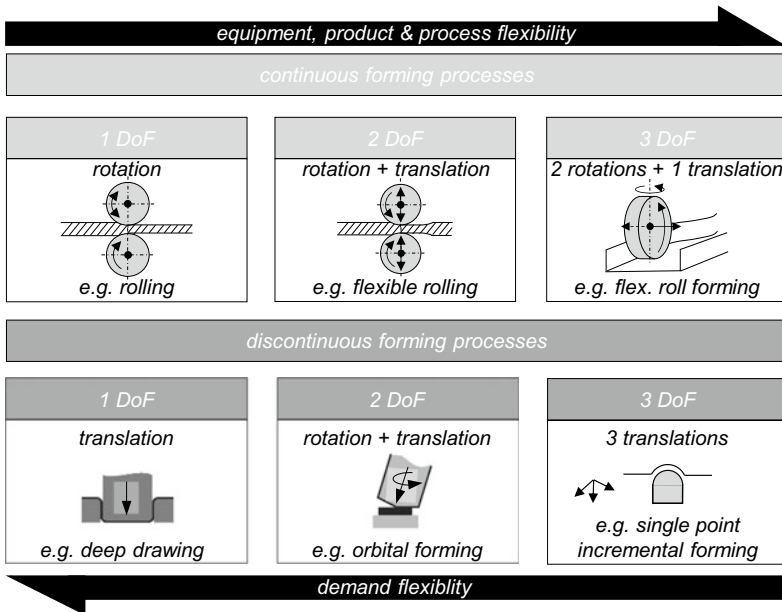 equipment, product & process flexibility
continuous forming processes
1 DoF
rotation
e.g. rolling
2 DoF
rotation + translation
e.g. flexible rolling
3 DoF
2 rotations + 1 translation
e.g. flex. roll forming
discontinuous forming processes
1 DoF
translation
e.g. deep drawing
2 DoF
rotation + translation
e.g. orbital forming
3 DoF
3 translations
e.g. single point
incremental forming
demand flexiblity